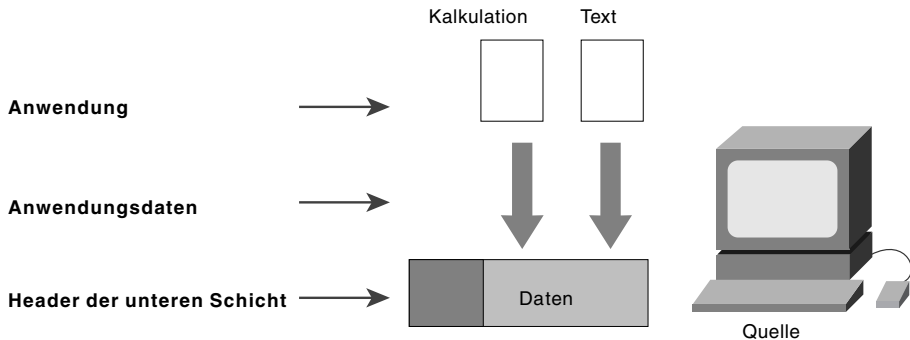 Kalkulation Text
Anwendung
Anwendungsdaten
Header der unteren Schicht
Daten
Quelle